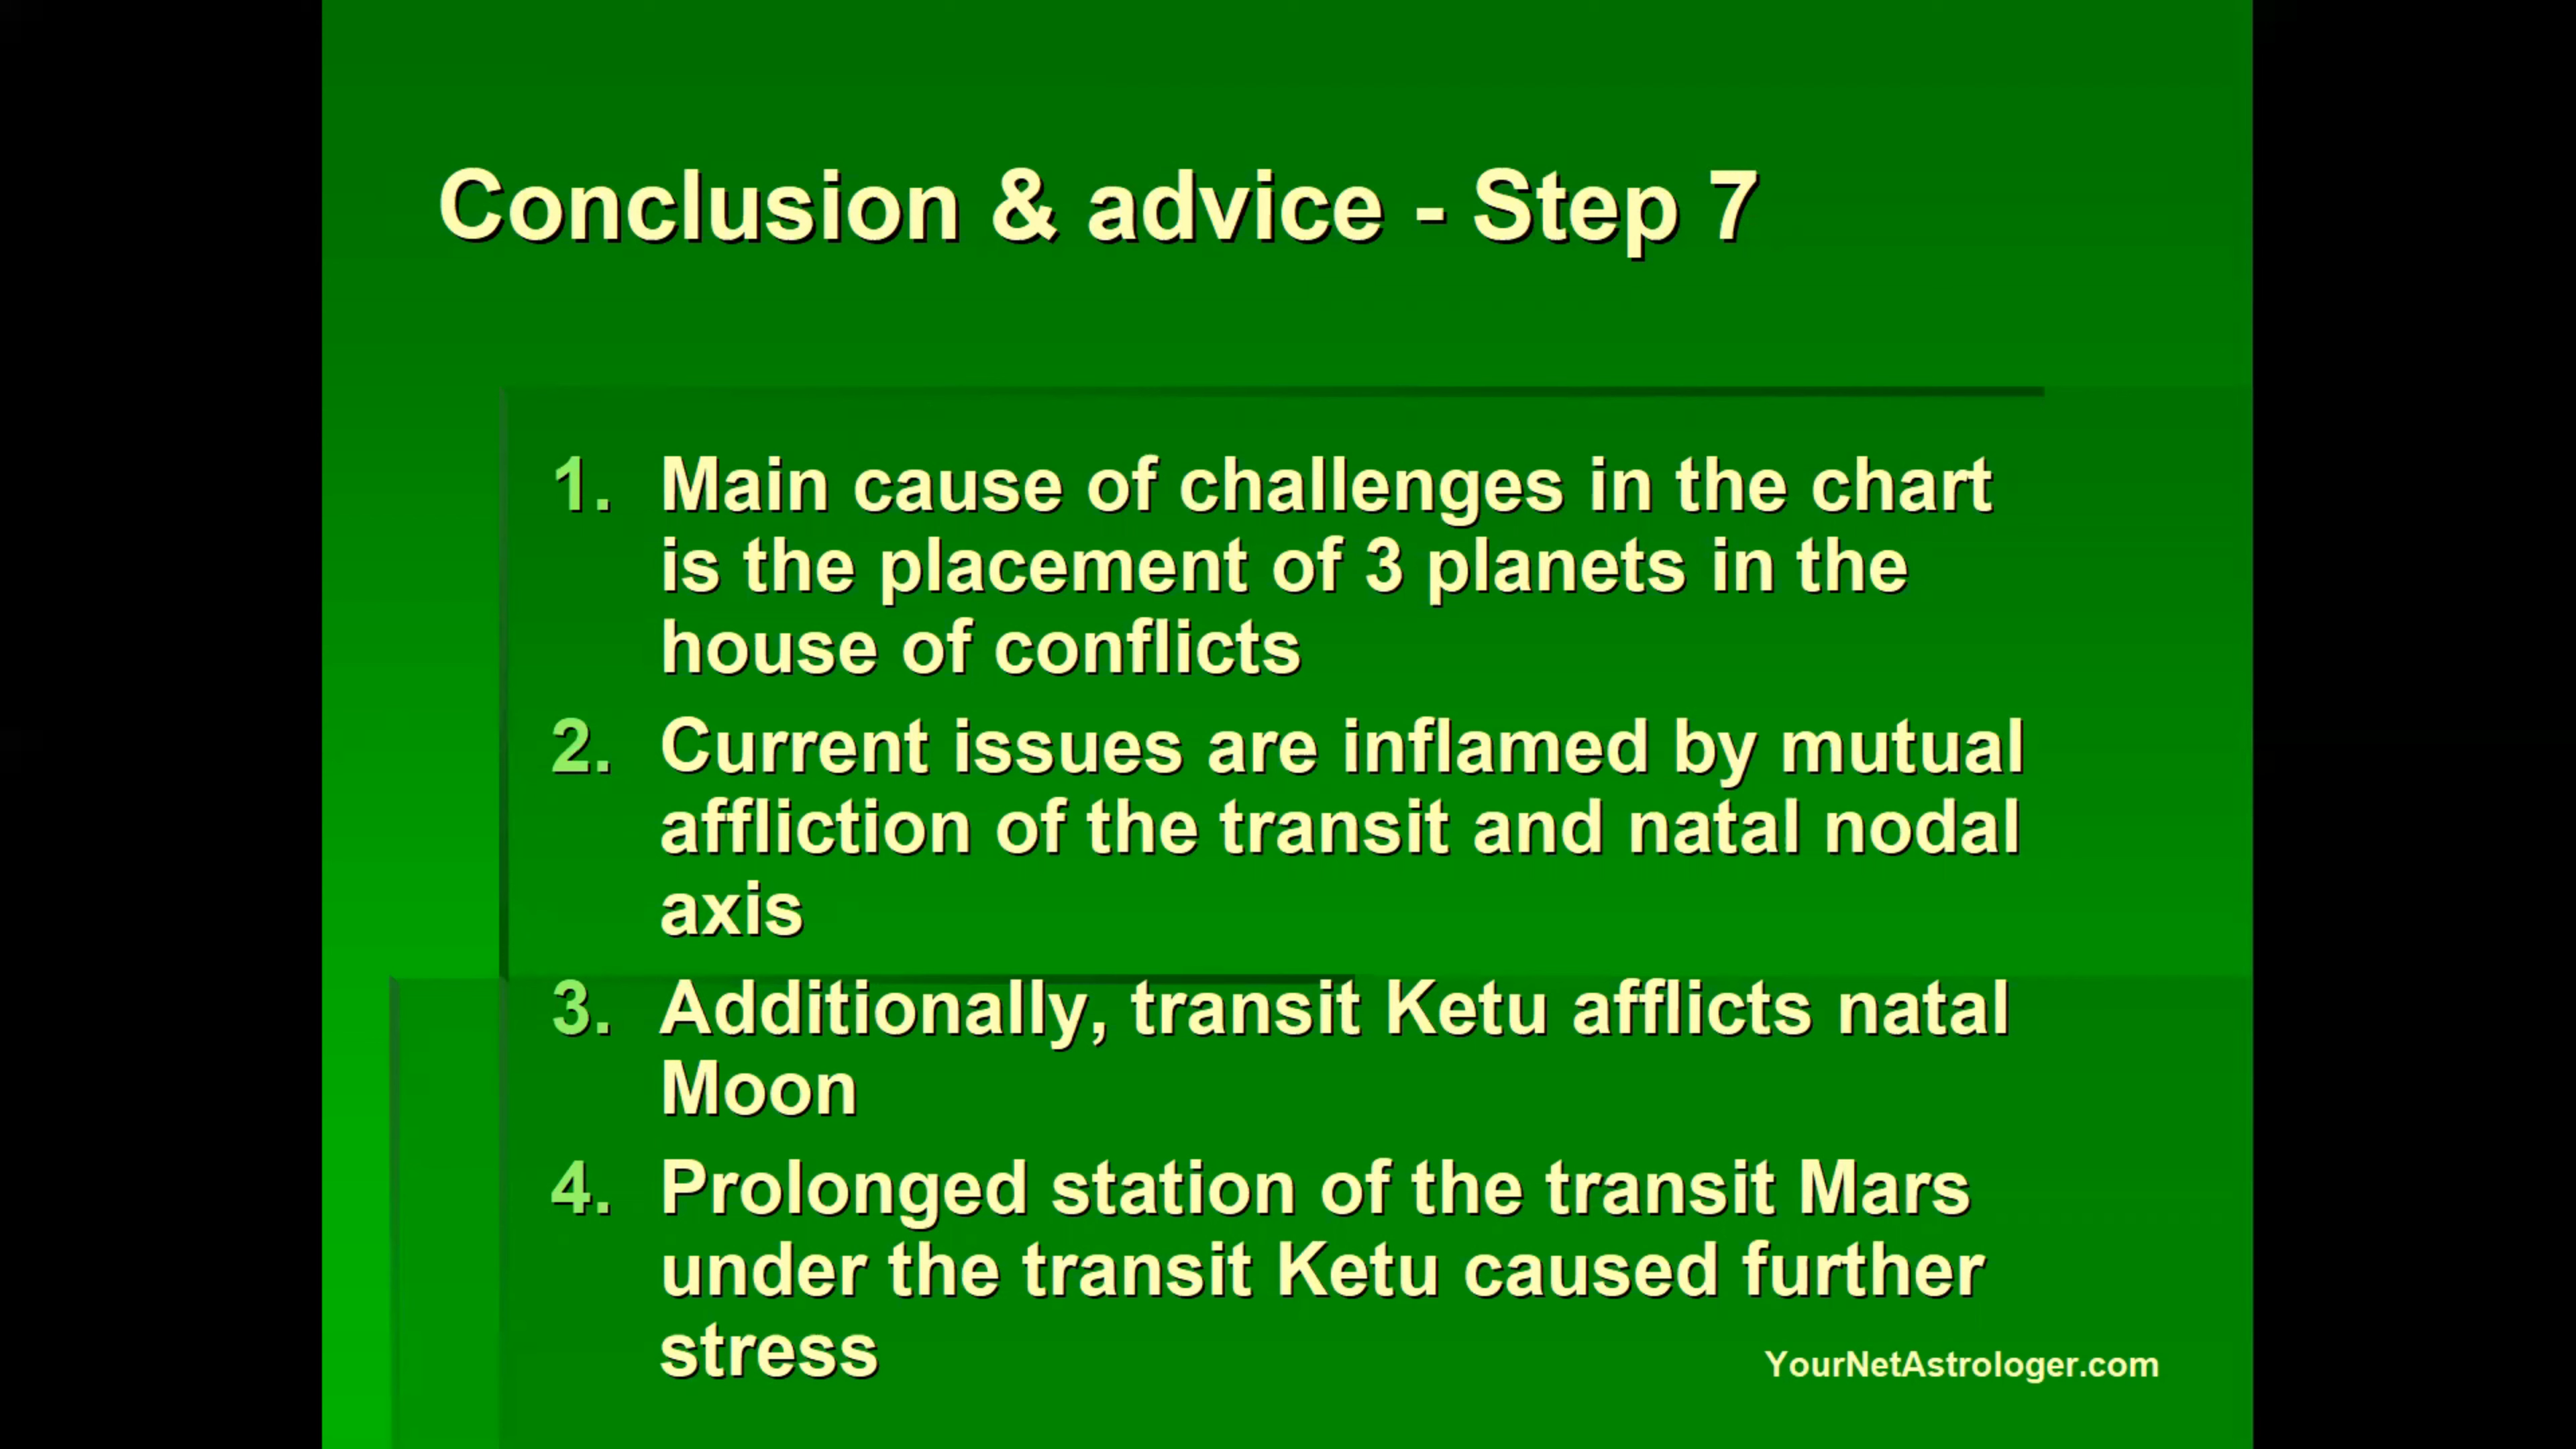 Conclusion & advice - Step 7
1. Main cause of challenges in the chart
is the placement of 3 planets in the
house of conflicts
2. Current issues are inflamed by mutual
affliction of the transit and natal nodal
axis
3. Additionally, transit Ketu afflicts natal
Moon
4. Prolonged station of the transit Mars
under the transit Ketu caused further
stress
YourNetAstrologer.com